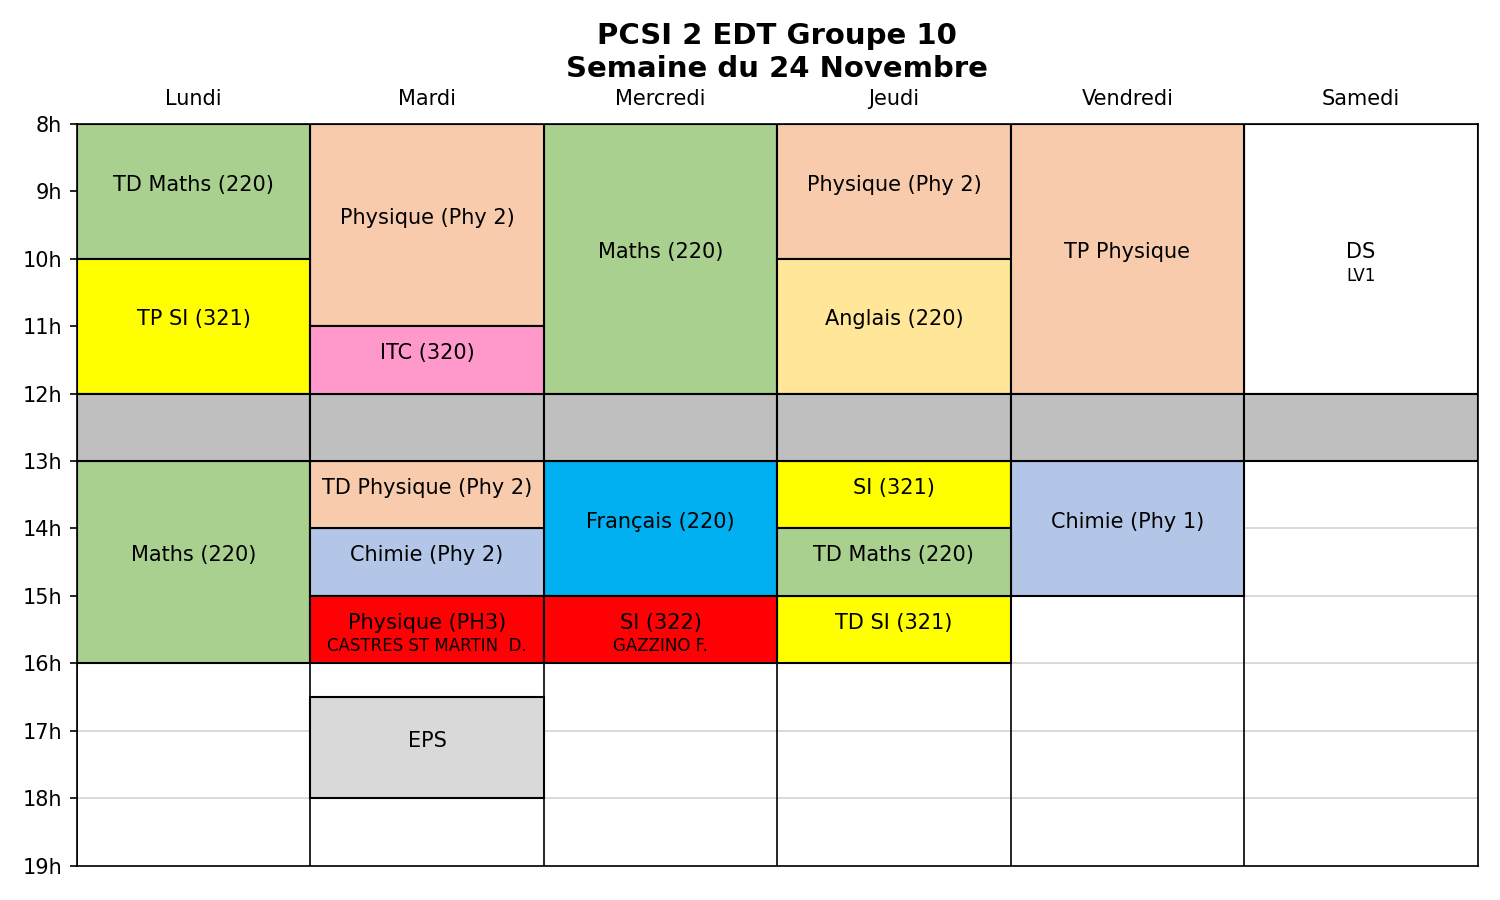 PCSI 2 EDT Groupe 10
Semaine du 24 Novembre
Lundi Mardi Mercredi Jeudi Vendredi Samedi
8h
TD Maths (220)
Physique (Phy 2)
9h
Physique (Phy 2)
Maths (220)
TP Physique
DS
LV1
10h
TP SI (321)
Anglais (220)
11h
ITC (320)
12h
13h
TD Physique (Phy 2)
SI (321)
Français (220)
Chimie (Phy 1)
14h
Maths (220)
Chimie (Phy 2)
TD Maths (220)
15h
Physique (PH3)
CASTRES ST MARTIN  D.
SI (322)
GAZZINO F.
TD SI (321)
16h
17h
EPS
18h
19h